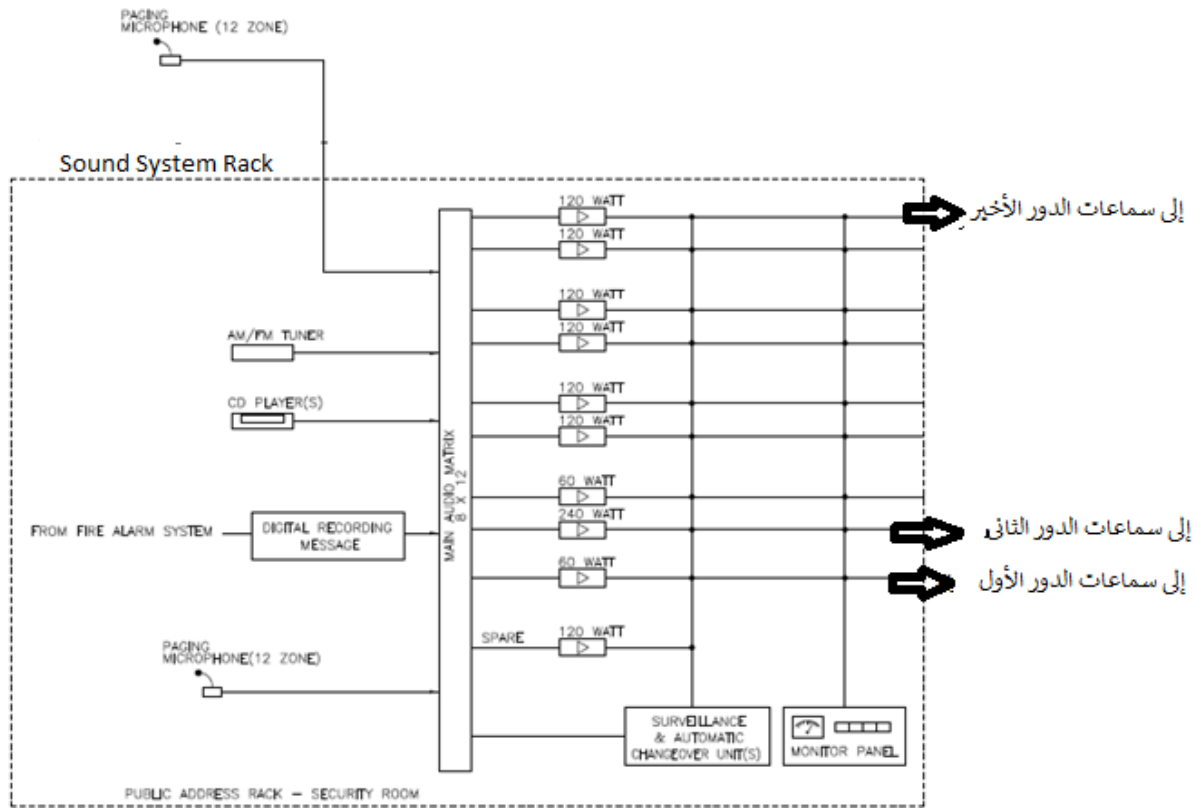 PAGING
MICROPHONE (12 ZONE)
Sound System Rack
120 WATT
إلى سماعات الدور الأخير
120 WATT
120 WATT
AM/FM TUNER
120 WATT
CD PLAYER(S)
120 WATT
120 WATT
MAIN AUDIO MATRIX
8 X 12
60 WATT
FROM FIRE ALARM SYSTEM
DIGITAL RECORDING
MESSAGE
240 WATT
إلى سماعات الدور الثانى
60 WATT
إلى سماعات الدور الأول
SPARE
120 WATT
PAGING
MICROPHONE(12 ZONE)
SURVEILLANCE
& AUTOMATIC
CHANGEOVER UNIT(S)
MONITOR PANEL
PUBLIC ADDRESS RACK – SECURITY ROOM